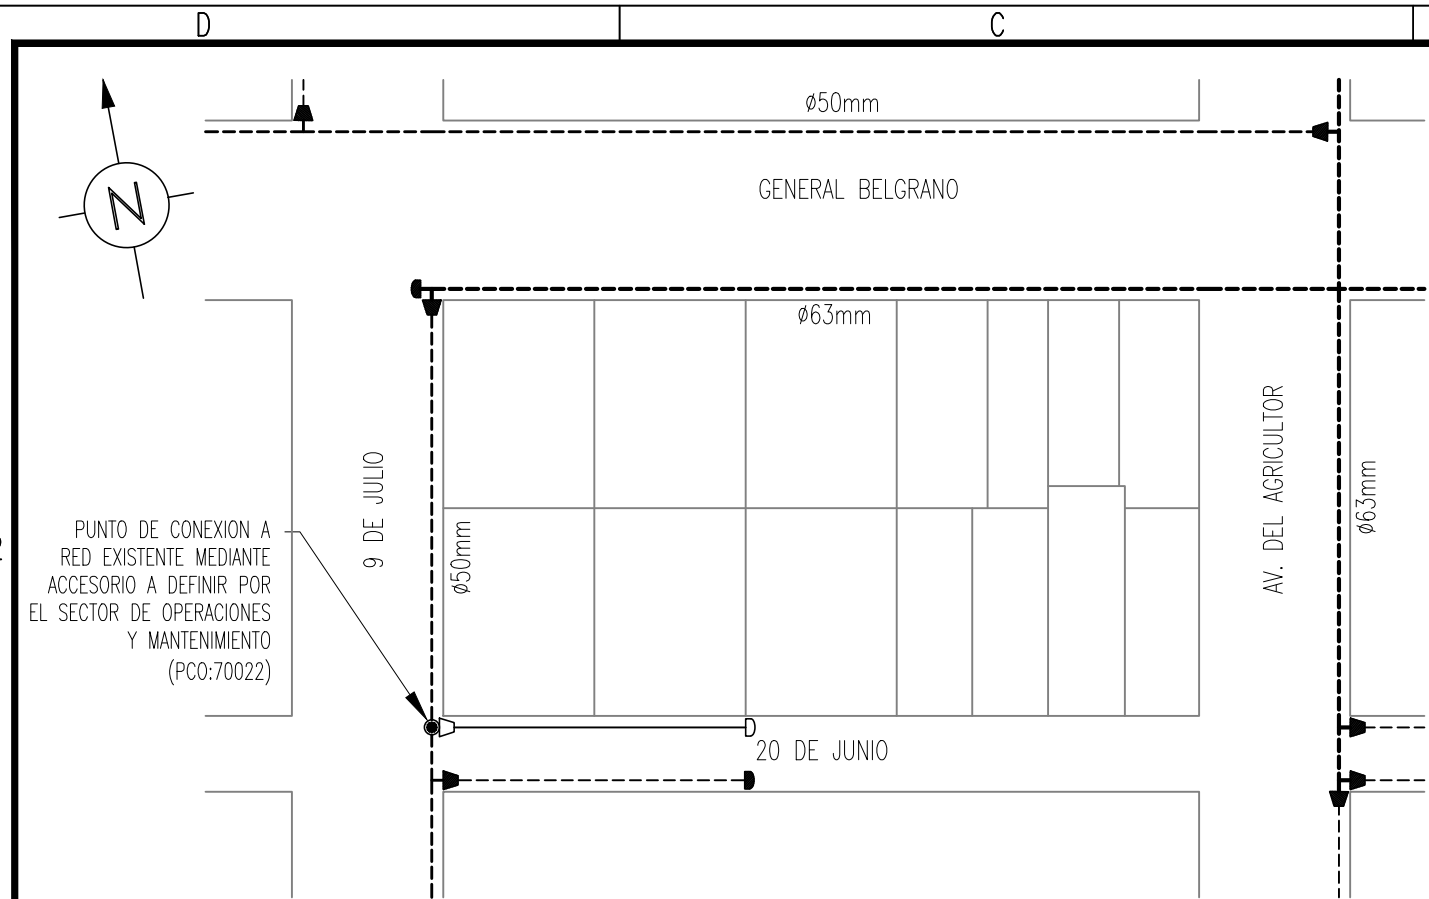 D
C
ø50mm
GENERAL BELGRANO
N
ø63mm
9 DE JULIO
ø50mm
AV. DEL AGRICULTOR
ø63mm
PUNTO DE CONEXION A
RED EXISTENTE MEDIANTE
ACCESORIO A DEFINIR POR
EL SECTOR DE OPERACIONES
Y MANTENIMIENTO
(PCO:70022)
20 DE JUNIO